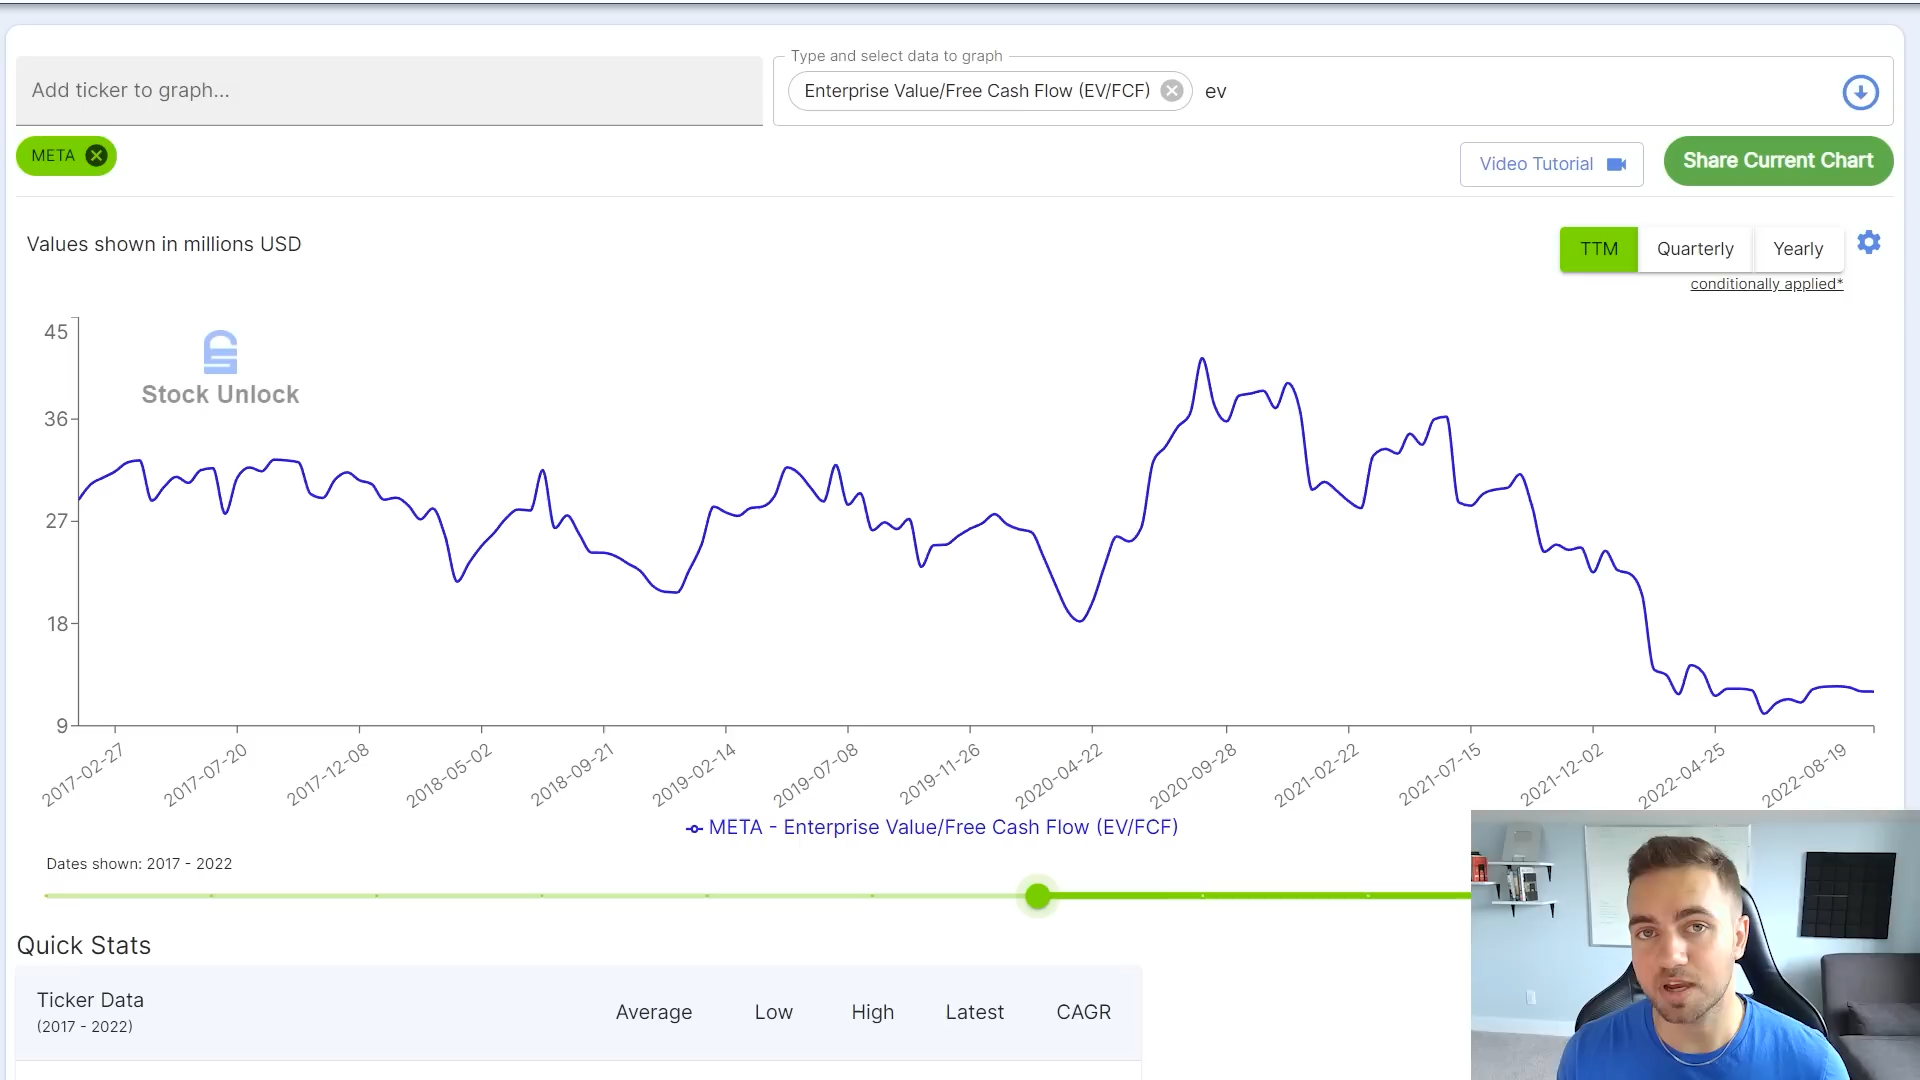 Type and select data to graph
Add ticker to graph...
Enterprise Value/Free Cash Flow (EV/FCF) ev
META
Video Tutorial
Share Current Chart
Values shown in millions USD
TTM Quarterly Yearly
conditionally applied*
Stock Unlock
45
36
27
18
9
2017-02-27 2017-07-20 2017-12-08 2018-05-02 2018-09-21 2019-02-14 2019-07-08 2019-11-26 2020-04-22 2020-09-28 2021-02-22 2021-07-15 2021-12-02 2022-04-25 2022-08-19
META - Enterprise Value/Free Cash Flow (EV/FCF)
Dates shown: 2017 - 2022
Quick Stats
Ticker Data Average Low High Latest CAGR
(2017 - 2022)